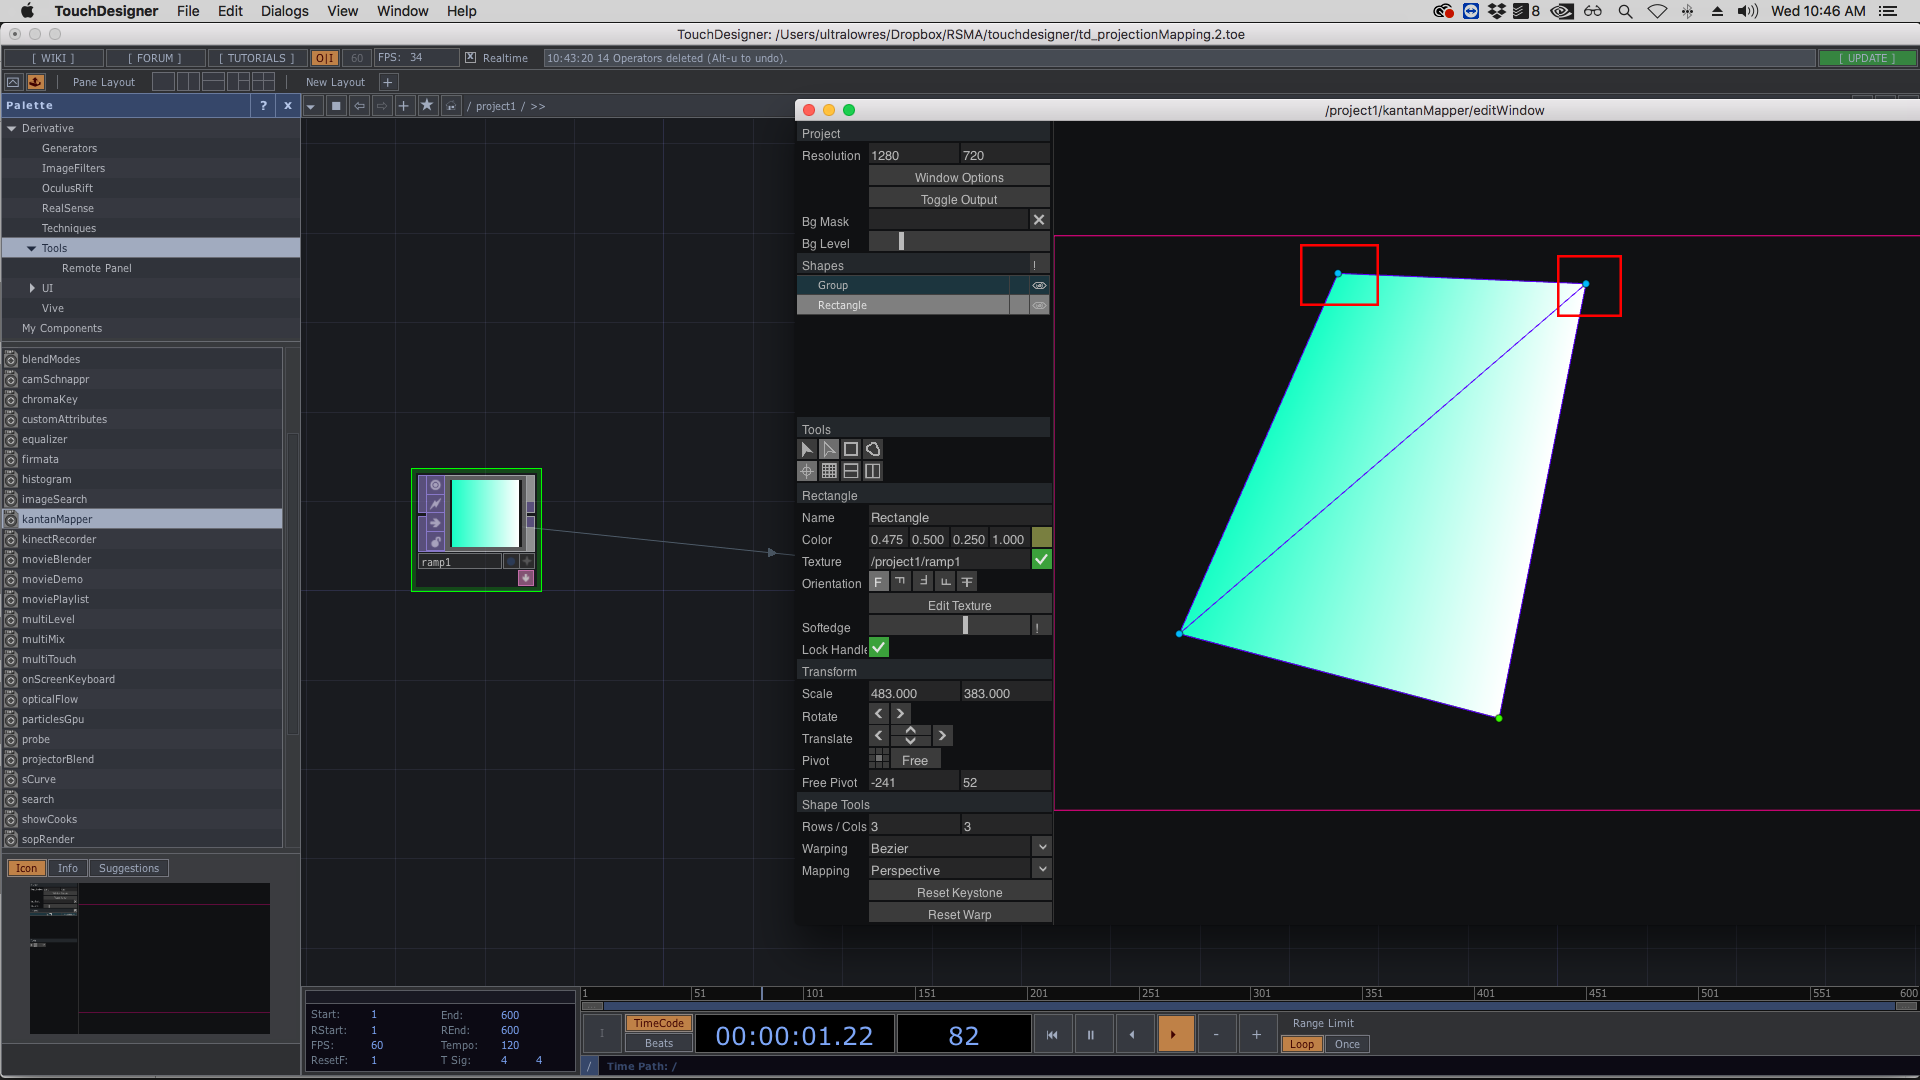 TouchDesigner File Edit Dialogs View Window Help 8 Wed 10:46 AM
TouchDesigner: /Users/ultralowres/Dropbox/RSMA/touchdesigner/td_projectionMapping.2.toe
[ WIKI ] [ FORUM ] [ TUTORIALS ] O|I 60 FPS: 34 Realtime 10:43:20 14 Operators deleted (Alt-u to undo). [ UPDATE ]
Pane Layout New Layout +
Palette ? x
/ project1 / >>
Derivative
Generators
ImageFilters
OculusRift
RealSense
Techniques
Tools
Remote Panel
UI
Vive
My Components
blendModes
camSchnappr
chromaKey
customAttributes
equalizer
firmata
histogram
imageSearch
kantanMapper
kinectRecorder
movieBlender
movieDemo
moviePlaylist
multiLevel
multiMix
multiTouch
onScreenKeyboard
opticalFlow
particlesGpu
probe
projectorBlend
sCurve
search
showCooks
sopRender
Icon Info Suggestions
ramp1
/project1/kantanMapper/editWindow
Project
Resolution 1280 720
Window Options
Toggle Output
Bg Mask
Bg Level
Shapes !
Group
Rectangle
Tools
Rectangle
Name Rectangle
Color 0.475 0.500 0.250 1.000
Texture /project1/ramp1
Orientation F
Edit Texture
Softedge !
Lock Handl
Transform
Scale 483.000 383.000
Rotate < >
Translate < >
Pivot Free
Free Pivot -241 52
Shape Tools
Rows / Cols 3 3
Warping Bezier
Mapping Perspective
Reset Keystone
Reset Warp
1 51 101 151 201 251 301 351 401 451 501 551 600
Start: 1 End: 600
RStart: 1 REnd: 600
FPS: 60 Tempo: 120
ResetF: 1 T Sig: 4 4
TimeCode
Beats
00:00:01.22 82
- +
Range Limit
Loop Once
/ Time Path: /